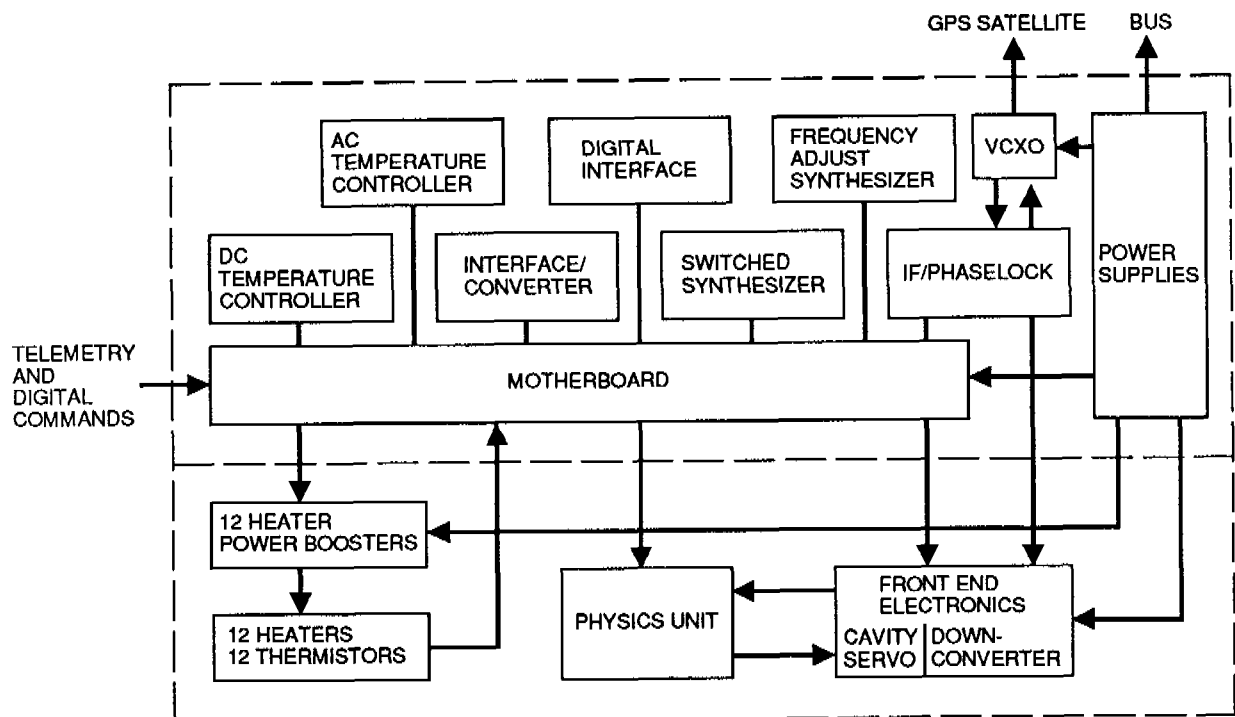 GPS SATELLITE
BUS
AC
TEMPERATURE
CONTROLLER
DIGITAL
INTERFACE
FREQUENCY
ADJUST
SYNTHESIZER
VCXO
DC
TEMPERATURE
CONTROLLER
INTERFACE/
CONVERTER
SWITCHED
SYNTHESIZER
IF/PHASELOCK
POWER
SUPPLIES
TELEMETRY
AND
DIGITAL
COMMANDS
MOTHERBOARD
12 HEATER
POWER BOOSTERS
12 HEATERS
12 THERMISTORS
PHYSICS UNIT
FRONT END
ELECTRONICS
CAVITY
SERVO
DOWN-
CONVERTER